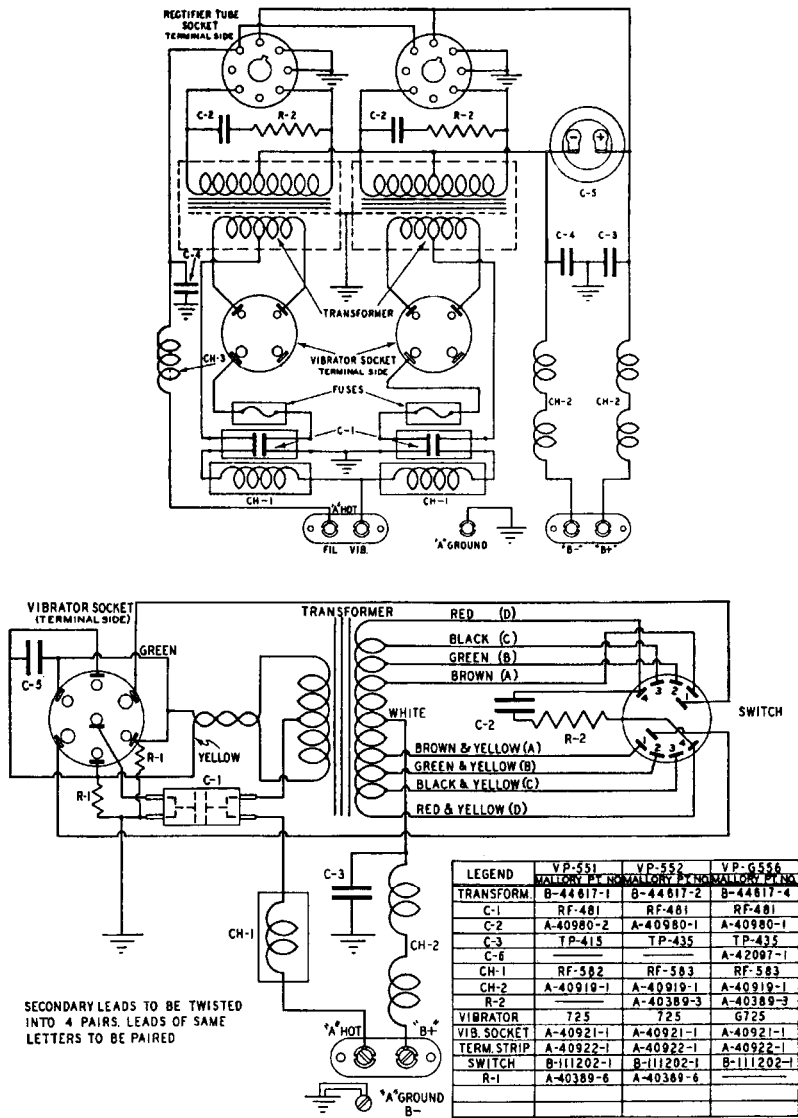 RECTIFIER TUBE
SOCKET
TERMINAL SIDE
C-2
R-2
C-2
R-2
- +
C-5
C-4
C-3
C-4
TRANSFORMER
CH-3
VIBRATOR SOCKET
TERMINAL SIDE
CH-2
CH-2
FUSES
C-1
CH-1
CH-1
"A"HOT
FIL VIB.
"A"GROUND
"B-" "B+"
VIBRATOR SOCKET
(TERMINAL SIDE)
TRANSFORMER
RED (D)
BLACK (C)
GREEN (B)
BROWN (A)
GREEN
C-5
WHITE
4 3 2 1
SWITCH
C-2
R-2
1 2 3 4
YELLOW
BROWN & YELLOW (A)
GREEN & YELLOW (B)
BLACK & YELLOW (C)
RED & YELLOW (D)
R-1
R-1
C-1
C-3
CH-1
CH-2
SECONDARY LEADS TO BE TWISTED
INTO 4 PAIRS. LEADS OF SAME
LETTERS TO BE PAIRED
"A"HOT "B+"
"A"GROUND
B-
LEGEND VP-551 VP-552 VP-G556
MALLORY PT. NO. MALLORY PT. NO. MALLORY PT. NO.
TRANSFORM. B-44617-1 B-44617-2 B-44617-4
C-1 RF-481 RF-481 RF-481
C-2 A-40980-2 A-40980-1 A-40980-1
C-3 TP-415 TP-435 TP-435
C-6 —— —— A-42097-1
CH-1 RF-582 RF-583 RF-583
CH-2 A-40919-1 A-40919-1 A-40919-1
R-2 —— A-40389-3 A-40389-3
VIBRATOR 725 725 G725
VIB. SOCKET A-40921-1 A-40921-1 A-40921-1
TERM. STRIP A-40922-1 A-40922-1 A-40922-1
SWITCH B-111202-1 B-111202-1 B-111202-1
R-1 A-40389-6 A-40389-6 ——